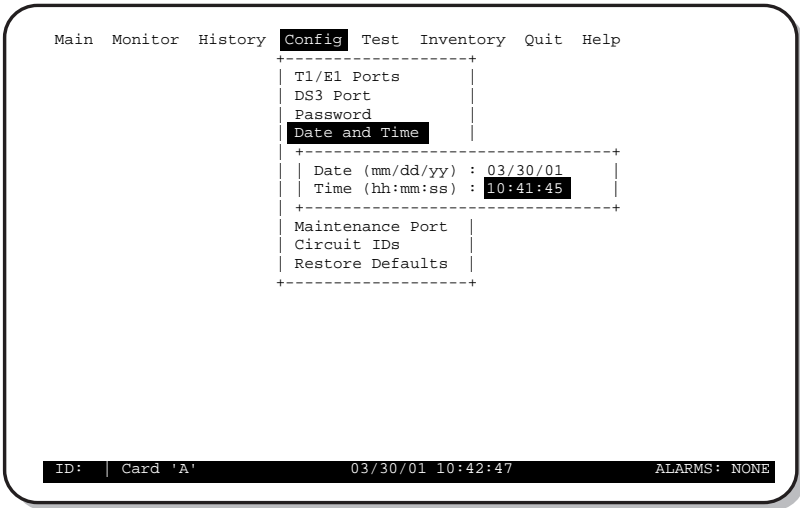 Main Monitor History Config Test Inventory Quit Help
+-------------------+
| T1/E1 Ports |
| DS3 Port |
| Password |
| Date and Time |
| +--------------------------------+
| | Date (mm/dd/yy) : 03/30/01 |
| | Time (hh:mm:ss) : 10:41:45 |
| +--------------------------------+
| Maintenance Port |
| Circuit IDs |
| Restore Defaults |
+-------------------+
ID: | Card 'A' 03/30/01 10:42:47 ALARMS: NONE